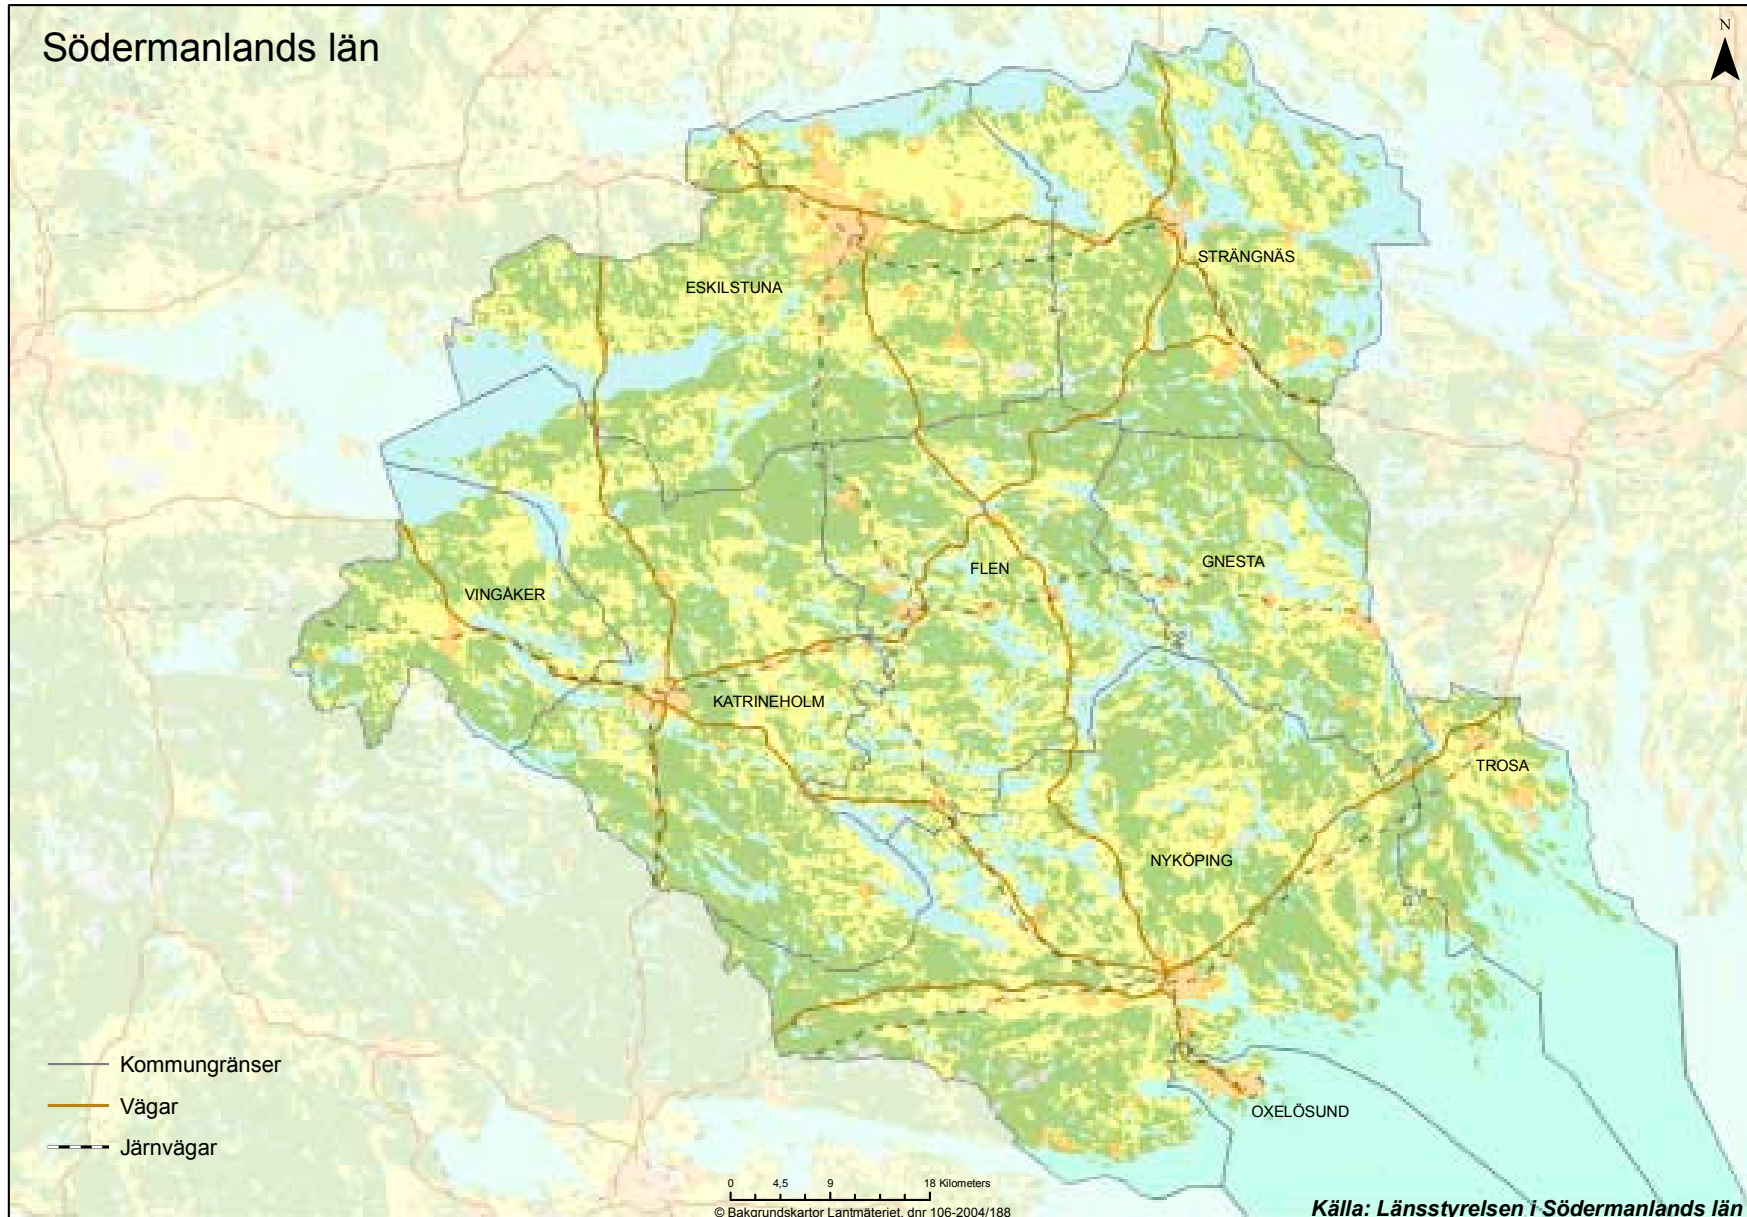 Södermanlands län
N
STRÄNGNÄS
ESKILSTUNA
GNESTA
FLEN
VINGÅKER
KATRINEHOLM
TROSA
NYKÖPING
OXELÖSUND
Kommungränser
Vägar
Järnvägar
0 4,5 9 18 Kilometers
© Bakgrundskartor Lantmäteriet, dnr 106-2004/188
Källa: Länsstyrelsen i Södermanlands län